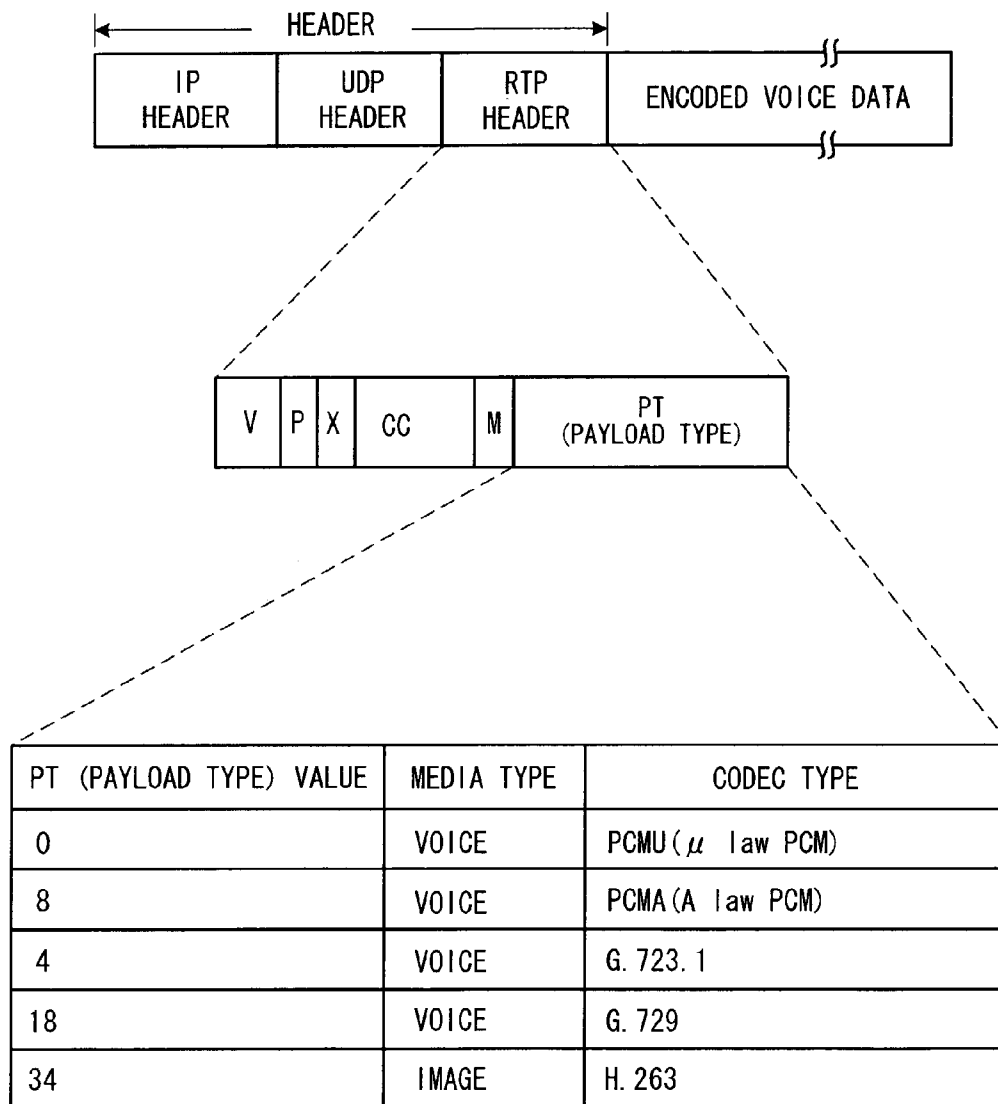 HEADER
IP HEADER
UDP HEADER
RTP HEADER
ENCODED VOICE DATA
V P X CC M PT (PAYLOAD TYPE)
PT (PAYLOAD TYPE) VALUE MEDIA TYPE CODEC TYPE
0 VOICE PCMU(μ law PCM)
8 VOICE PCMA(A law PCM)
4 VOICE G.723.1
18 VOICE G.729
34 IMAGE H.263